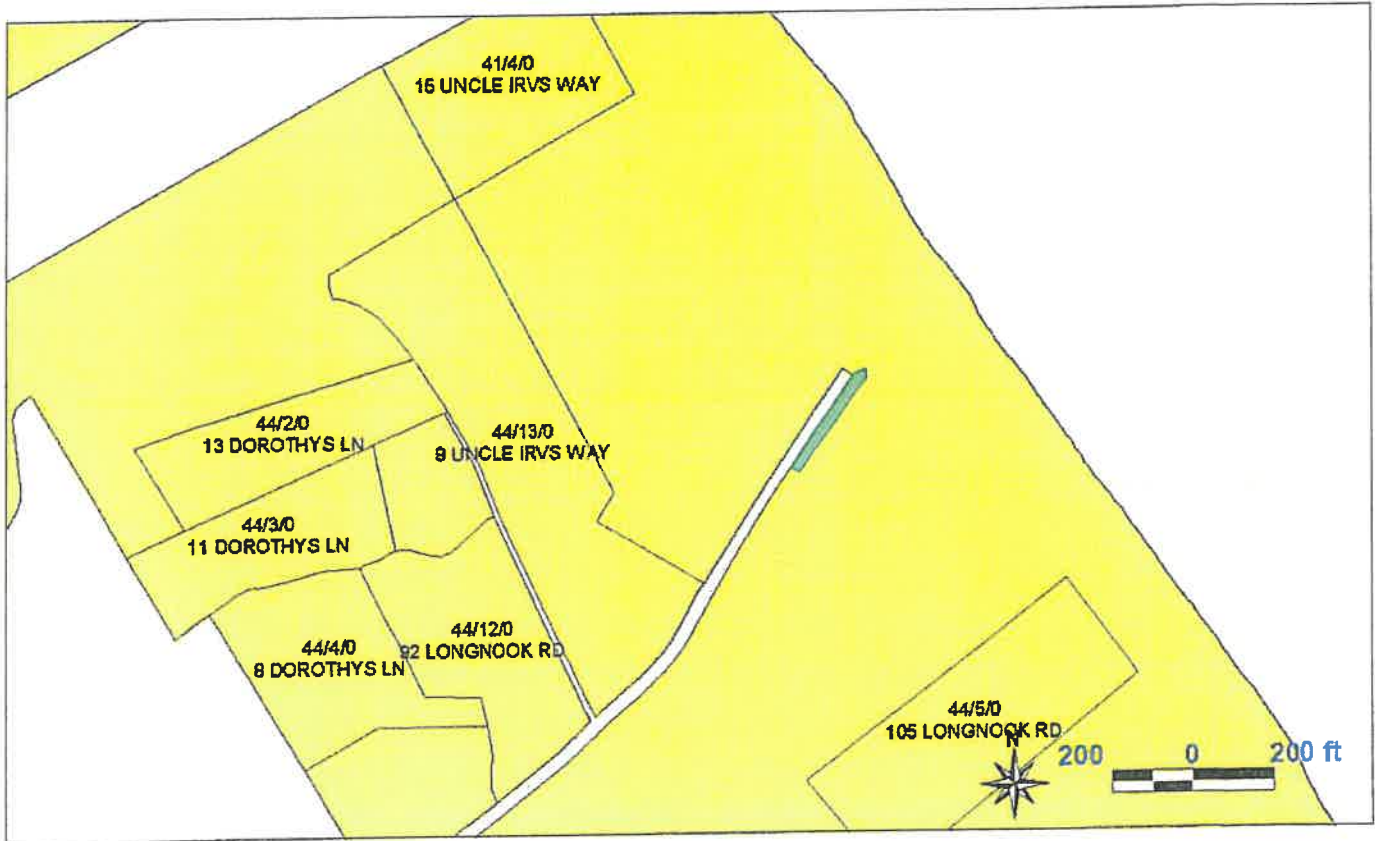 41/4/0
15 UNCLE IRVS WAY
44/2/0
13 DOROTHYS LN
44/13/0
9 UNCLE IRVS WAY
44/3/0
11 DOROTHYS LN
44/12/0
92 LONGNOOK RD
44/4/0
8 DOROTHYS LN
44/5/0
105 LONGNOOK RD
N
200 0 200 ft